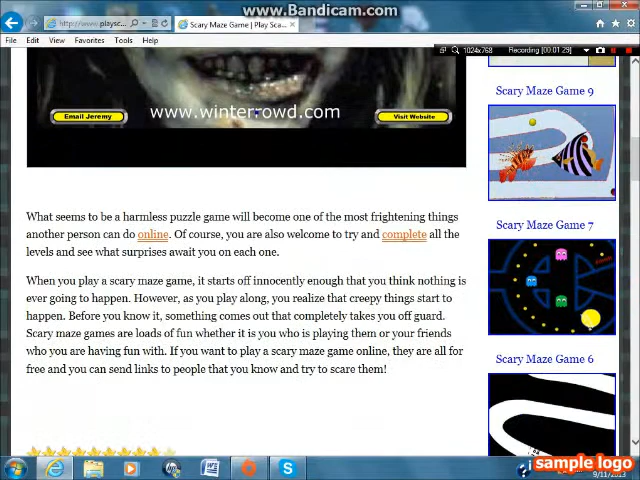 www.Bandicam.com
http://www.playsc...
Scary Maze Game | Play Sca...
File Edit View Favorites Tools Help
1024x768 Recording [00:01:29]
www.winterrowd.com
Email Jeremy
Visit Website
Scary Maze Game 9
What seems to be a harmless puzzle game will become one of the most frightening things
another person can do online. Of course, you are also welcome to try and complete all the
levels and see what surprises await you on each one.
Scary Maze Game 7
When you play a scary maze game, it starts off innocently enough that you think nothing is
ever going to happen. However, as you play along, you realize that creepy things start to
happen. Before you know it, something comes out that completely takes you off guard.
Scary maze games are loads of fun whether it is you who is playing them or your friends
who you are having fun with. If you want to play a scary maze game online, they are all for
free and you can send links to people that you know and try to scare them!
Scary Maze Game 6
sample logo
9/11/2013